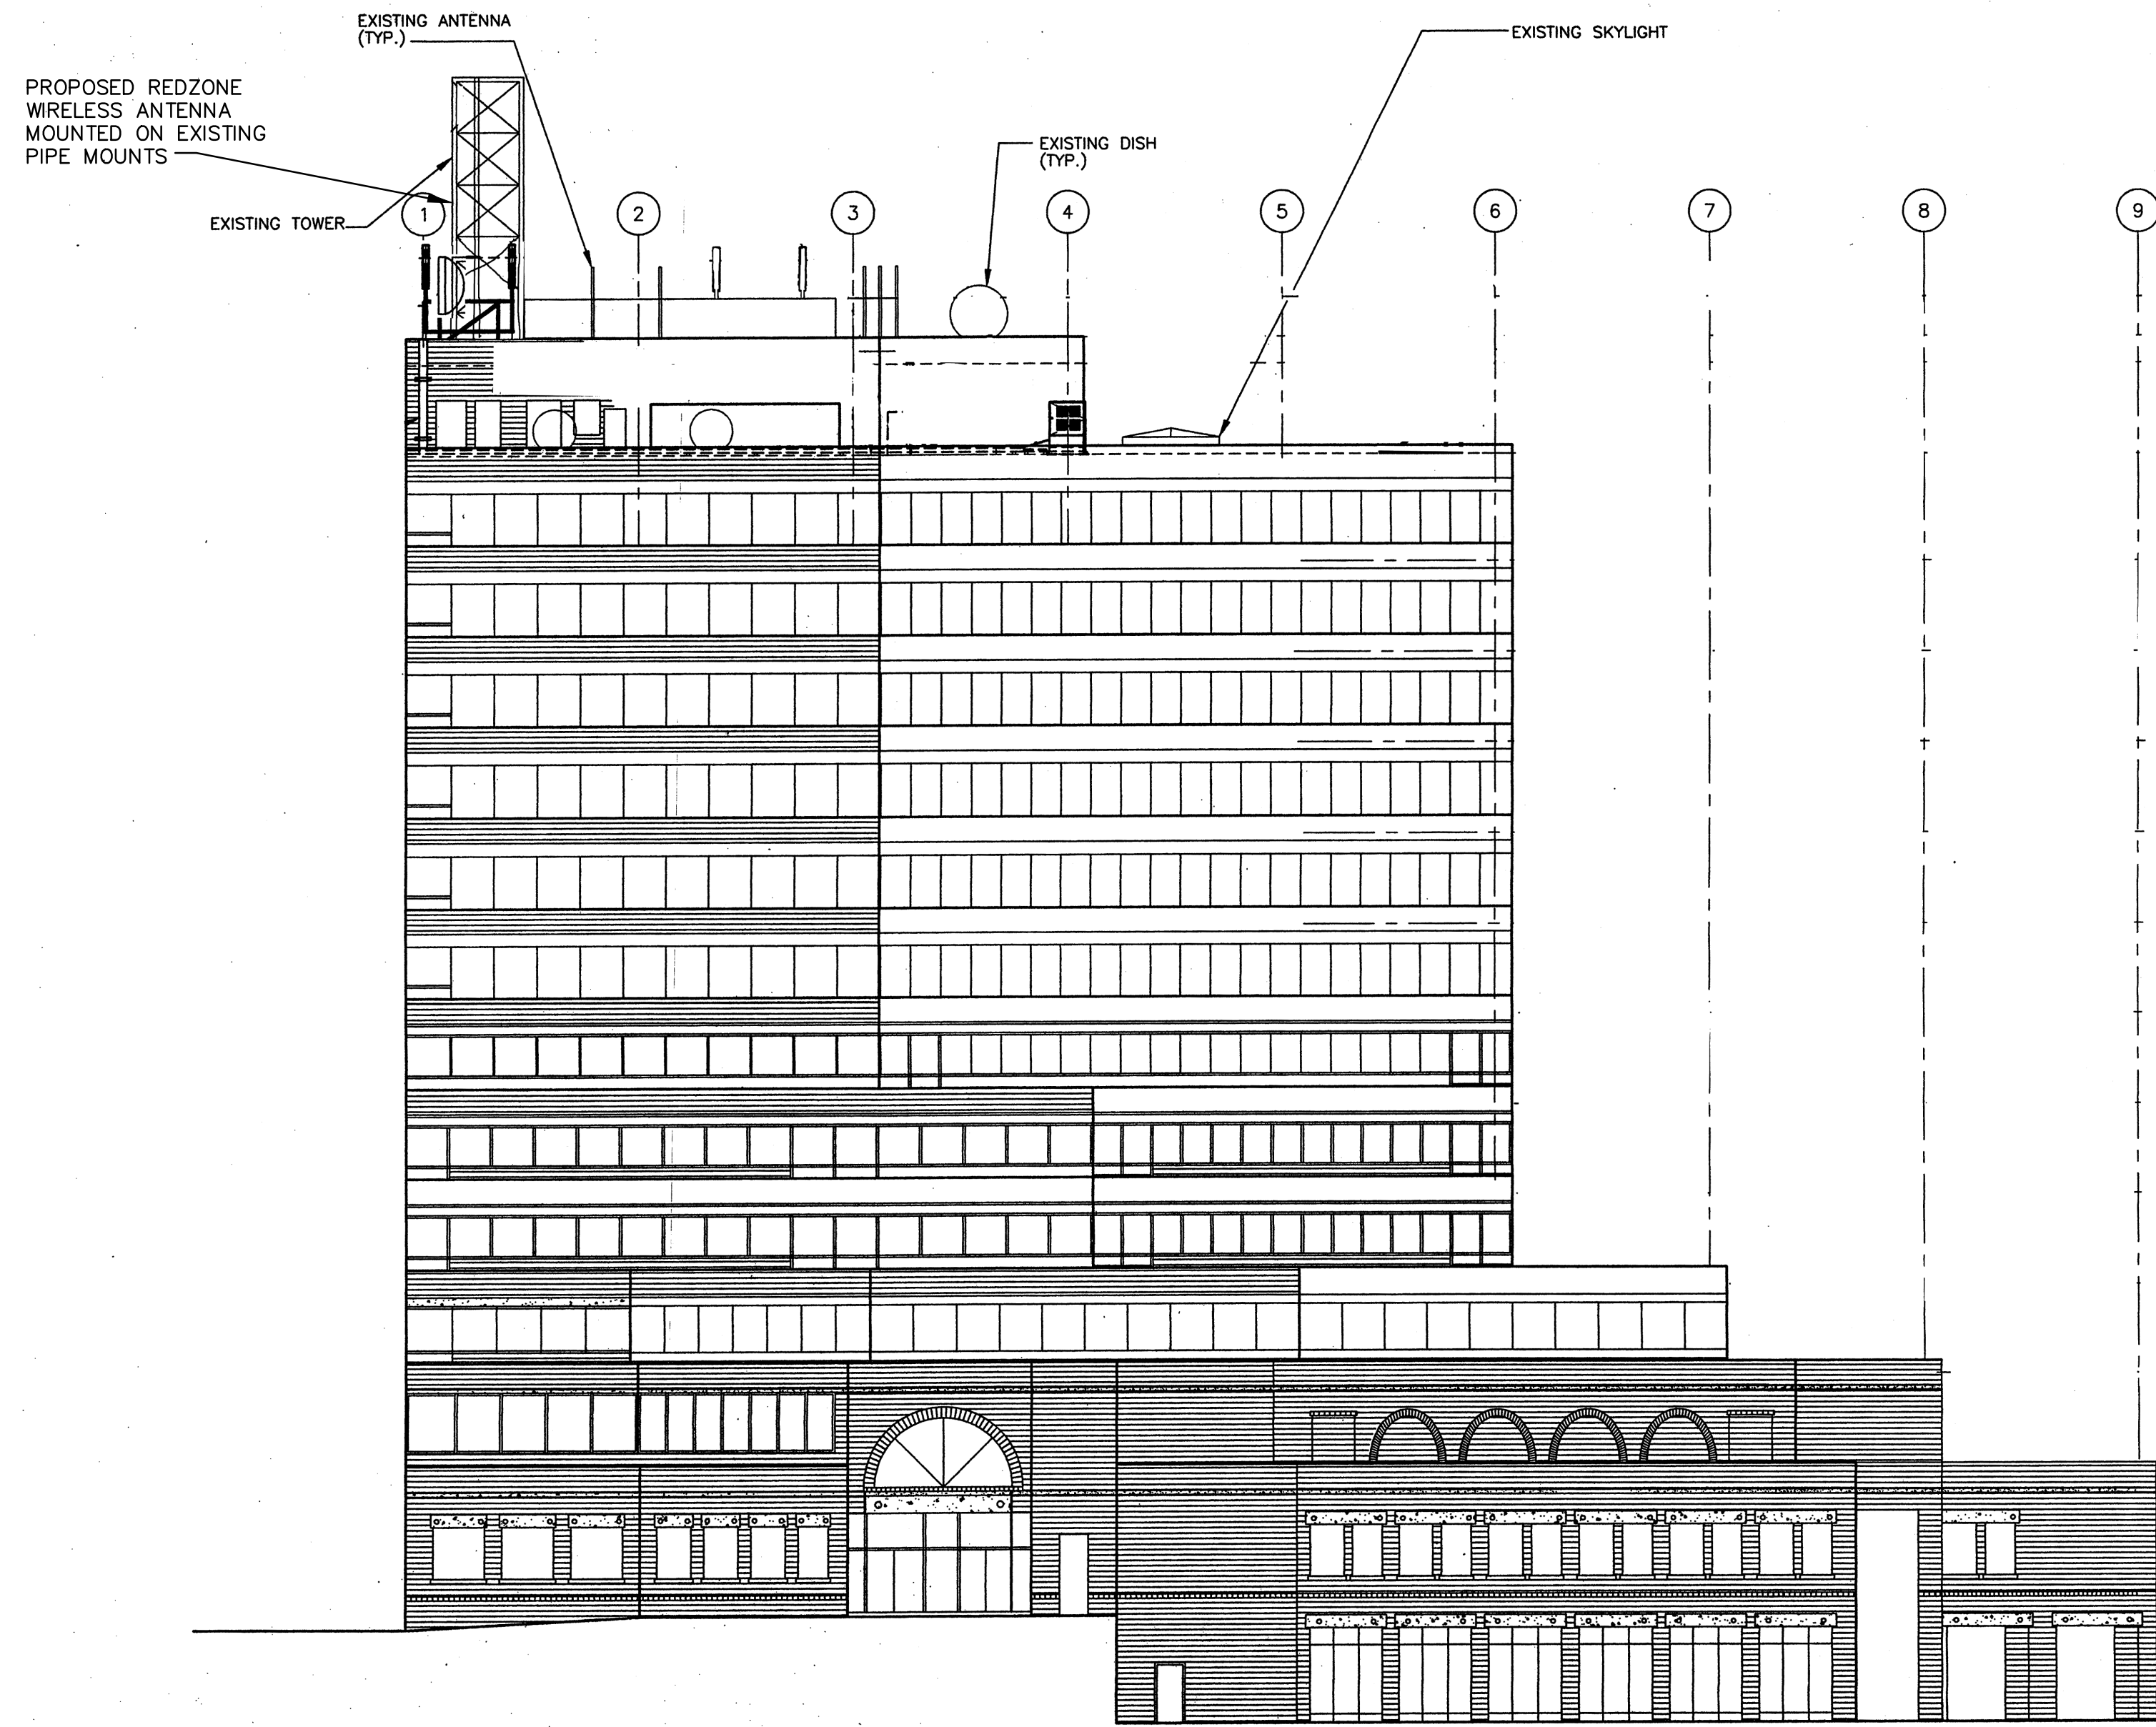 EXISTING ANTENNA
(TYP.)
EXISTING SKYLIGHT
PROPOSED REDZONE
WIRELESS ANTENNA
MOUNTED ON EXISTING
PIPE MOUNTS
EXISTING DISH
(TYP.)
EXISTING TOWER
1 2 3 4 5 6 7 8 9